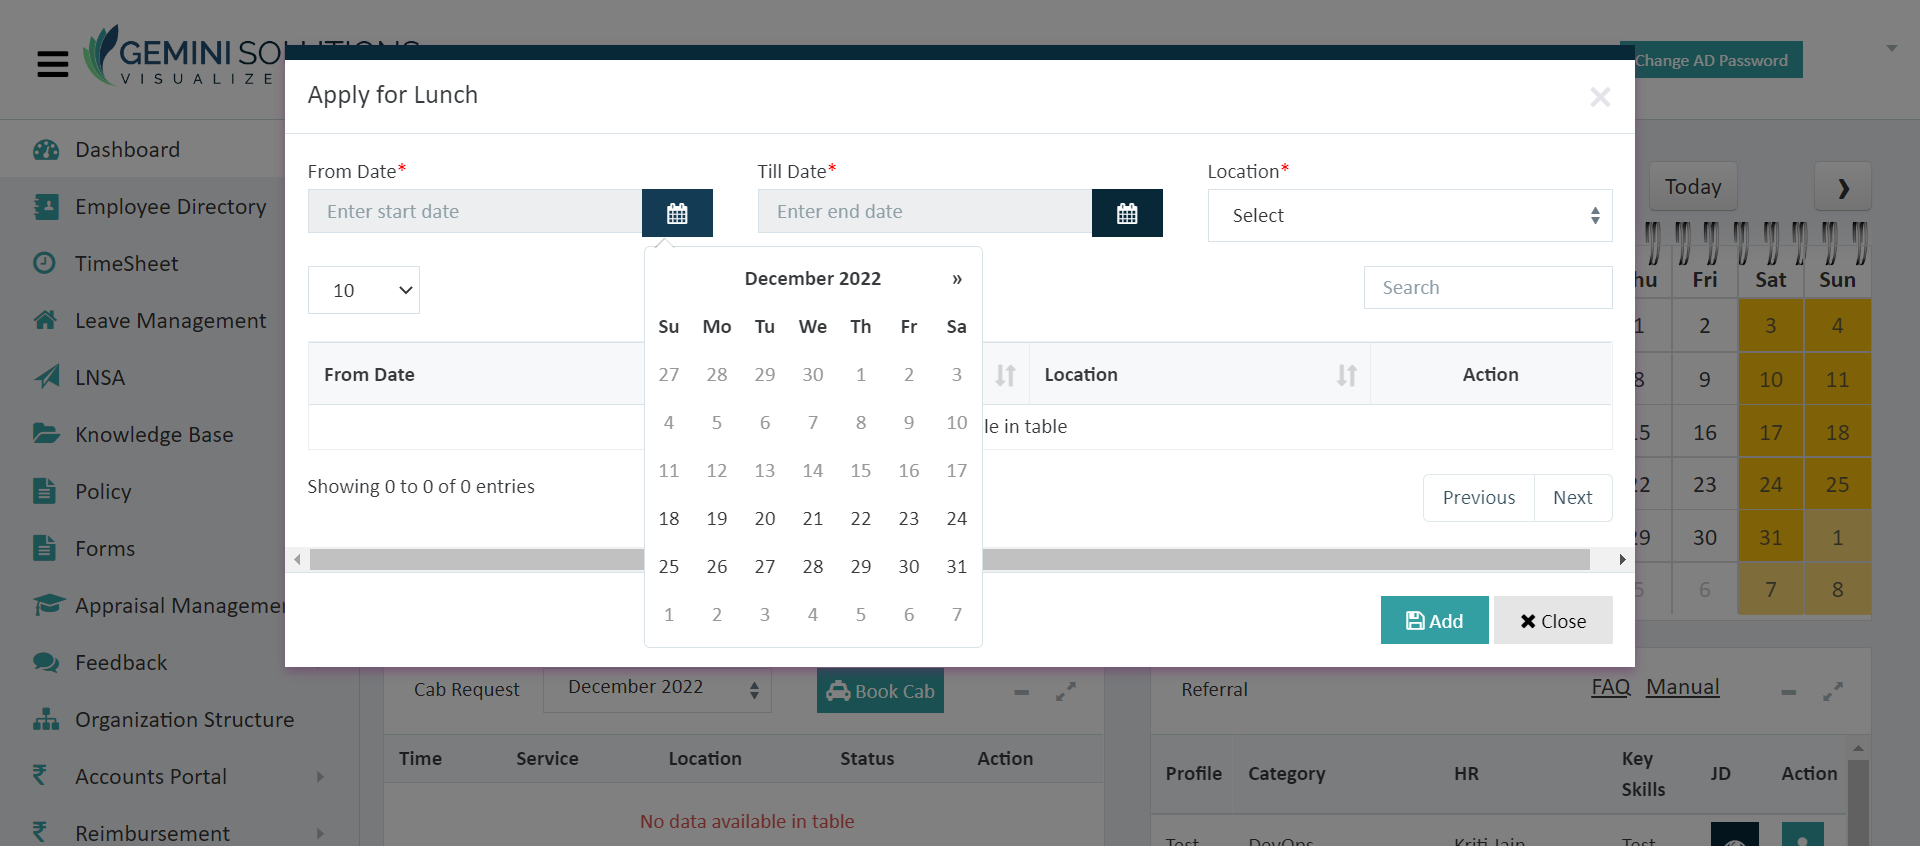 GEMINI SOLUTIONS
VISUALIZE
Change AD Password
Apply for Lunch
×
Dashboard
Employee Directory
TimeSheet
Leave Management
LNSA
Knowledge Base
Policy
Forms
Appraisal Managemen
Feedback
Organization Structure
Accounts Portal
Reimbursement
From Date*
Till Date*
Location*
Enter start date
Enter end date
Select
10
Search
December 2022 »
Su Mo Tu We Th Fr Sa
27 28 29 30 1 2 3
4 5 6 7 8 9 10
11 12 13 14 15 16 17
18 19 20 21 22 23 24
25 26 27 28 29 30 31
1 2 3 4 5 6 7
From Date
Location
Action
le in table
Showing 0 to 0 of 0 entries
Previous
Next
Add
Close
Today
hu Fri Sat Sun
1 2 3 4
8 9 10 11
15 16 17 18
22 23 24 25
29 30 31 1
5 6 7 8
Cab Request
December 2022
Book Cab
Time Service Location Status Action
No data available in table
Referral
FAQ Manual
Profile Category HR Key Skills JD Action
Test DevOps Kriti Jain Test